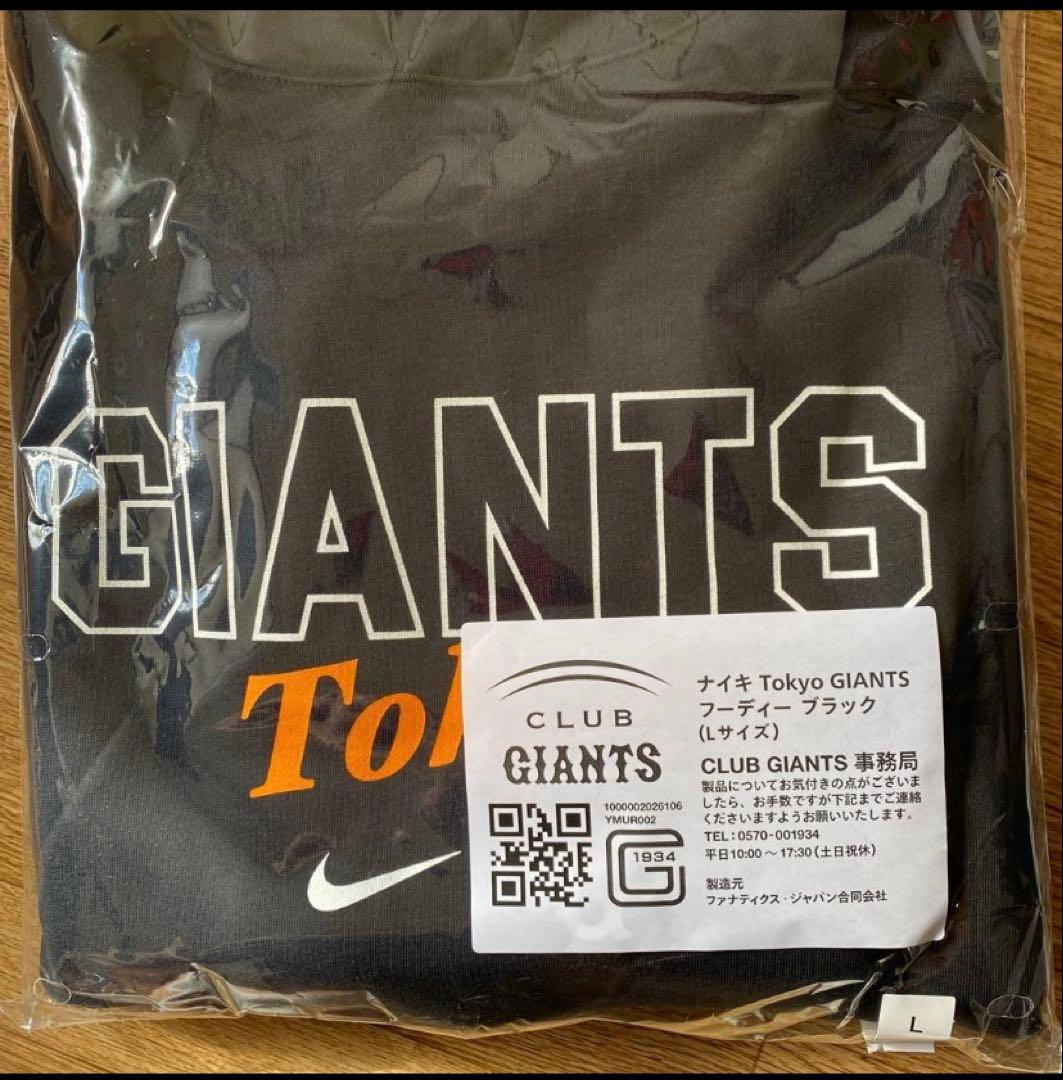 GIANTS
To
CLUB
GIANTS
1000002026106
YMUR002
G
1934
ナイキ Tokyo GIANTS
フーディー ブラック
(Lサイズ)
CLUB GIANTS 事務局
製品についてお気付きの点がございま
したら、お手数ですが下記までご連絡
くださいますようお願いいたします。
TEL:0570-001934
平日10:00～17:30(土日祝休)
製造元
ファナティクス・ジャパン合同会社
L